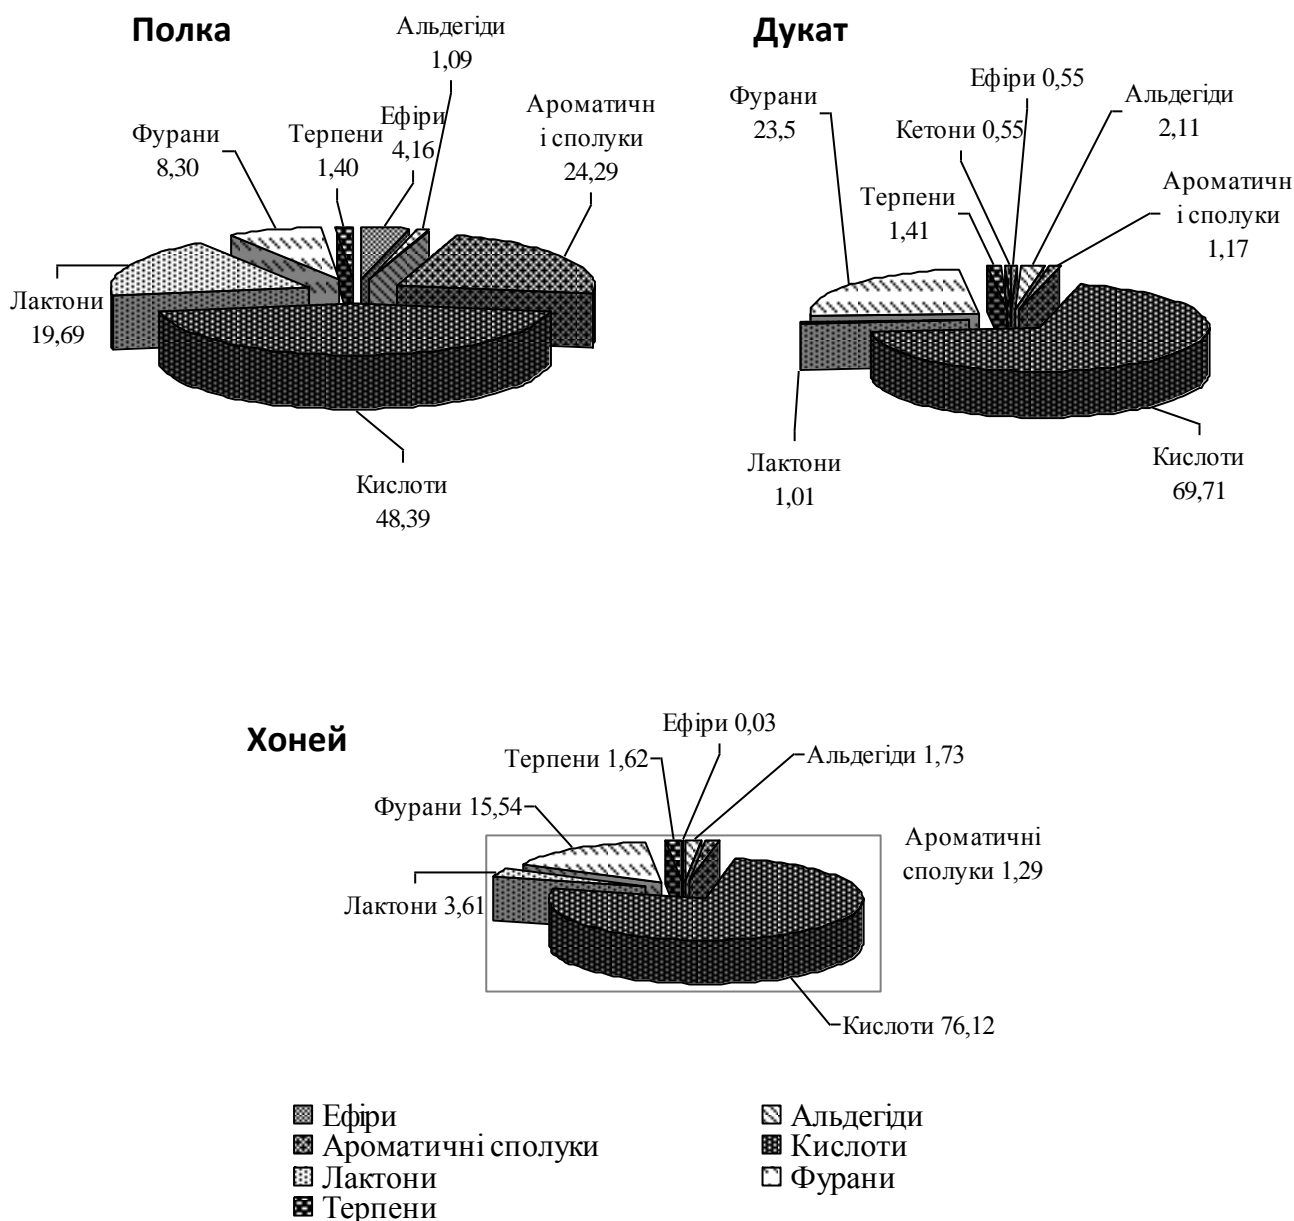 Полка
Альдегіди
1,09
Ефіри
4,16
Ароматичн
і сполуки
24,29
Терпени
1,40
Фурани
8,30
Лактони
19,69
Кислоти
48,39
Дукат
Ефіри 0,55
Альдегіди
2,11
Фурани
23,5
Кетони 0,55
Ароматичн
і сполуки
1,17
Терпени
1,41
Лактони
1,01
Кислоти
69,71
Хоней
Ефіри 0,03
Терпени 1,62
Альдегіди 1,73
Фурани 15,54
Ароматичні
сполуки 1,29
Лактони 3,61
Кислоти 76,12
Ефіри
Альдегіди
Ароматичні сполуки
Кислоти
Лактони
Фурани
Терпени